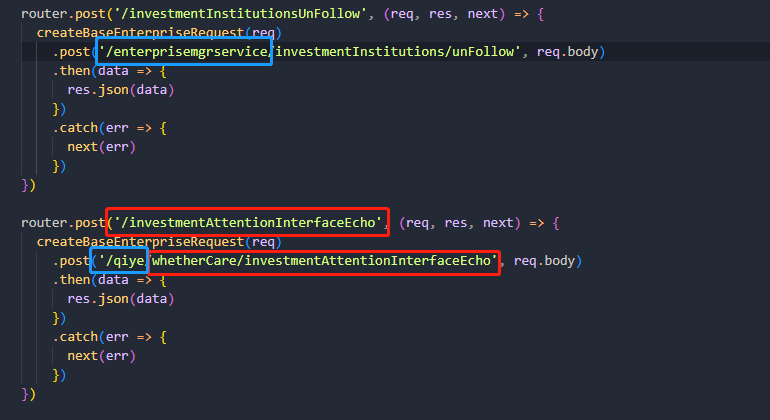 router.post('/investmentInstitutionsUnFollow', (req, res, next) => {
createBaseEnterpriseRequest(req)
.post('/enterprisemgrservice/investmentInstitutions/unFollow', req.body)
.then(data => {
res.json(data)
})
.catch(err => {
next(err)
})
})
router.post('/investmentAttentionInterfaceEcho', (req, res, next) => {
createBaseEnterpriseRequest(req)
.post('/qiye/whetherCare/investmentAttentionInterfaceEcho', req.body)
.then(data => {
res.json(data)
})
.catch(err => {
next(err)
})
})